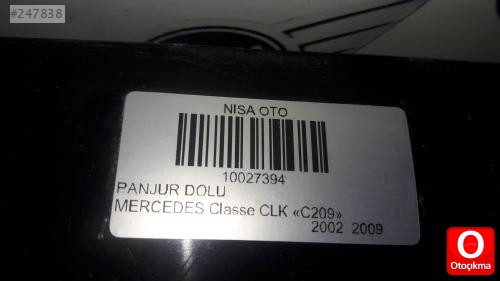 #247838
NISA OTO
10027394
PANJUR DOLU
MERCEDES Classe CLK «C209»
2002 2009
Otoçıkma